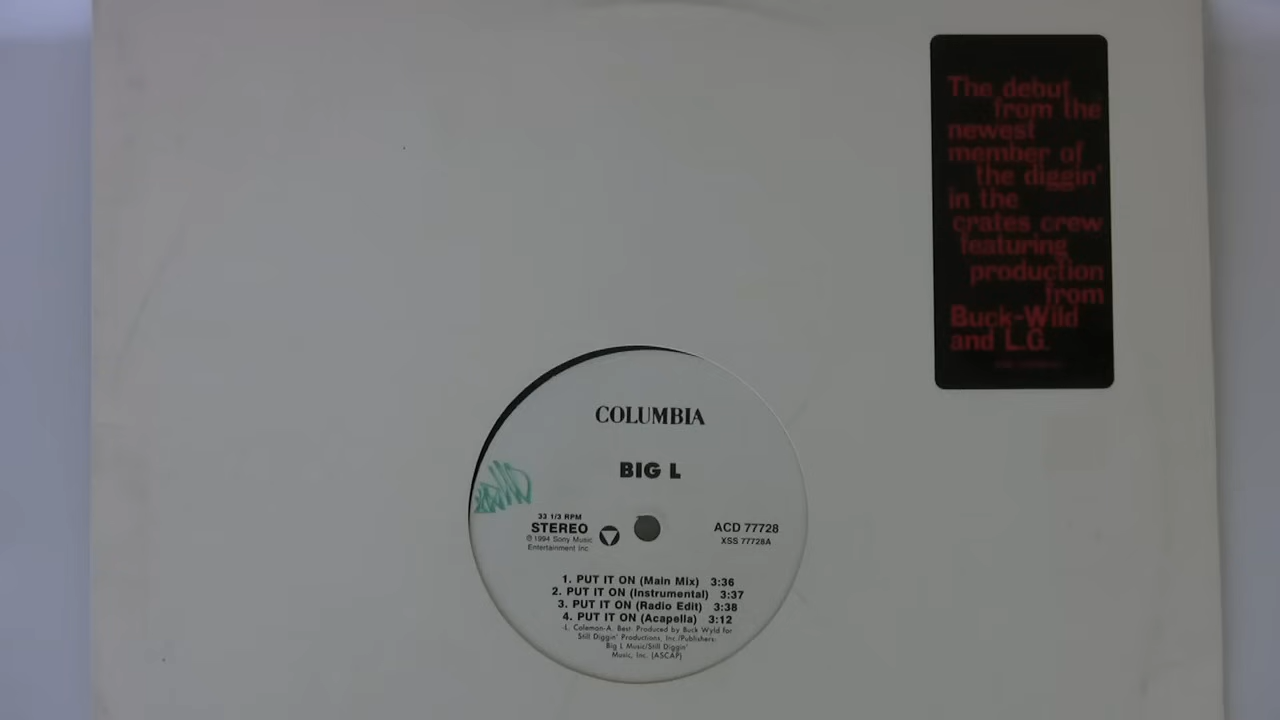 The debut
from the
newest
member of
the diggin'
in the
crates crew
featuring
production
from
Buck-Wild
and L.G.
COLUMBIA
BIG L
33 1/3 RPM
STEREO
℗ 1994 Sony Music
Entertainment Inc
ACD 77728
XSS 77728A
1. PUT IT ON (Main Mix) 3:36
2. PUT IT ON (Instrumental) 3:37
3. PUT IT ON (Radio Edit) 3:38
4. PUT IT ON (Acapella) 3:12
-L. Coleman-A. Best- Produced by Buck Wyld for
Still Diggin' Productions, Inc./Publishers:
Big L Music/Still Diggin'
Music, Inc. (ASCAP)